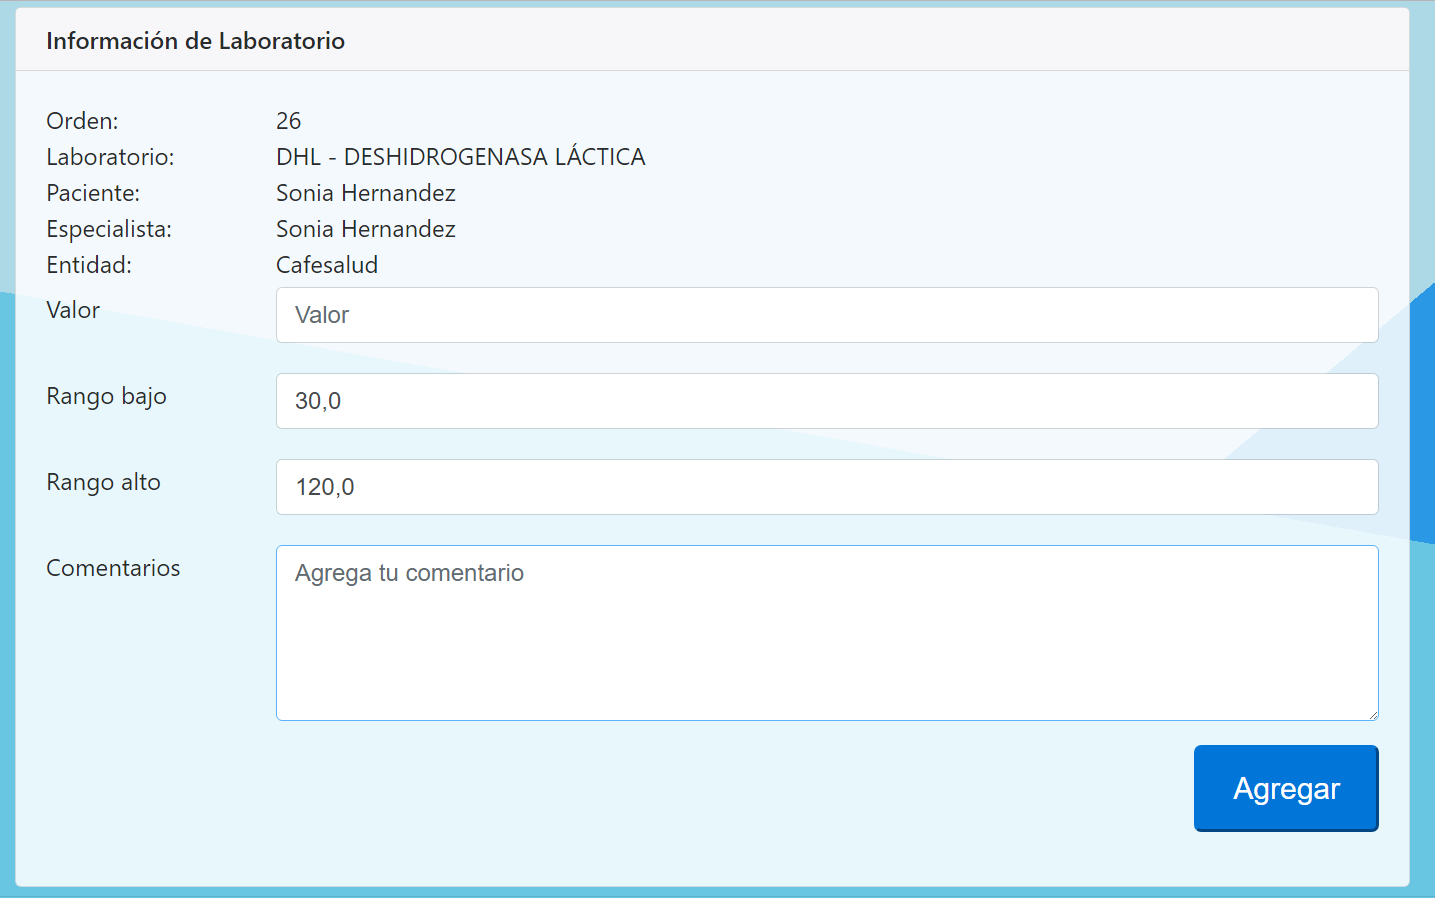 Información de Laboratorio
Orden: 26
Laboratorio: DHL - DESHIDROGENASA LÁCTICA
Paciente: Sonia Hernandez
Especialista: Sonia Hernandez
Entidad: Cafesalud
Valor Valor
Rango bajo 30,0
Rango alto 120,0
Comentarios Agrega tu comentario
Agregar